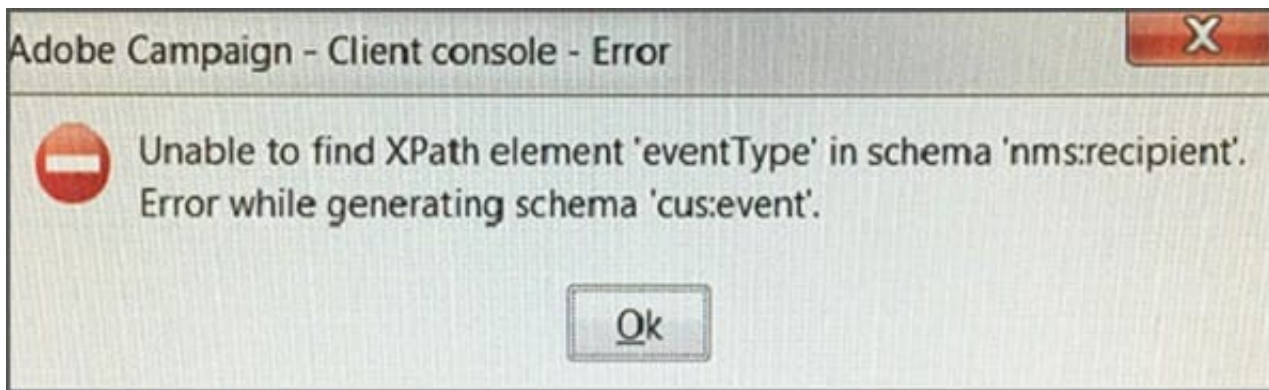 Adobe Campaign - Client console - Error
X
Unable to find XPath element 'eventType' in schema 'nms:recipient'.
Error while generating schema 'cus:event'.
Ok